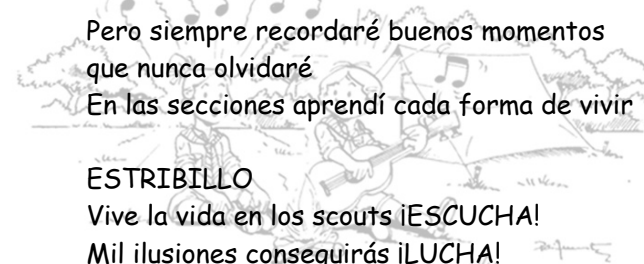 Pero siempre recordaré buenos momentos
que nunca olvidaré
En las secciones aprendí cada forma de vivir
ESTRIBILLO
Vive la vida en los scouts ¡ESCUCHA!
Mil ilusiones conseguirás ¡LUCHA!